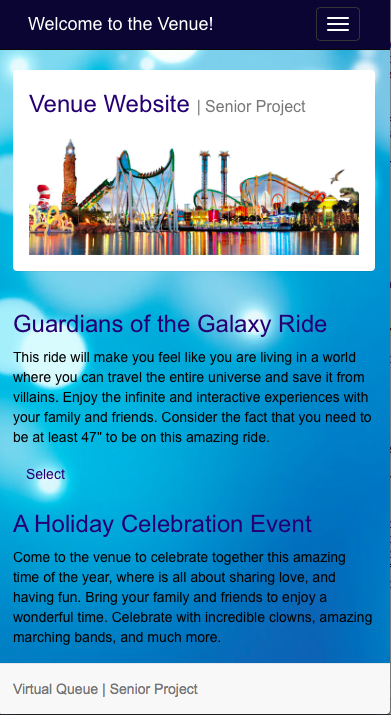 Welcome to the Venue!
Venue Website | Senior Project
Guardians of the Galaxy Ride
This ride will make you feel like you are living in a world
where you can travel the entire universe and save it from
villains. Enjoy the infinite and interactive experiences with
your family and friends. Consider the fact that you need to
be at least 47" to be on this amazing ride.
Select
A Holiday Celebration Event
Come to the venue to celebrate together this amazing
time of the year, where is all about sharing love, and
having fun. Bring your family and friends to enjoy a
wonderful time. Celebrate with incredible clowns, amazing
marching bands, and much more.
Virtual Queue | Senior Project